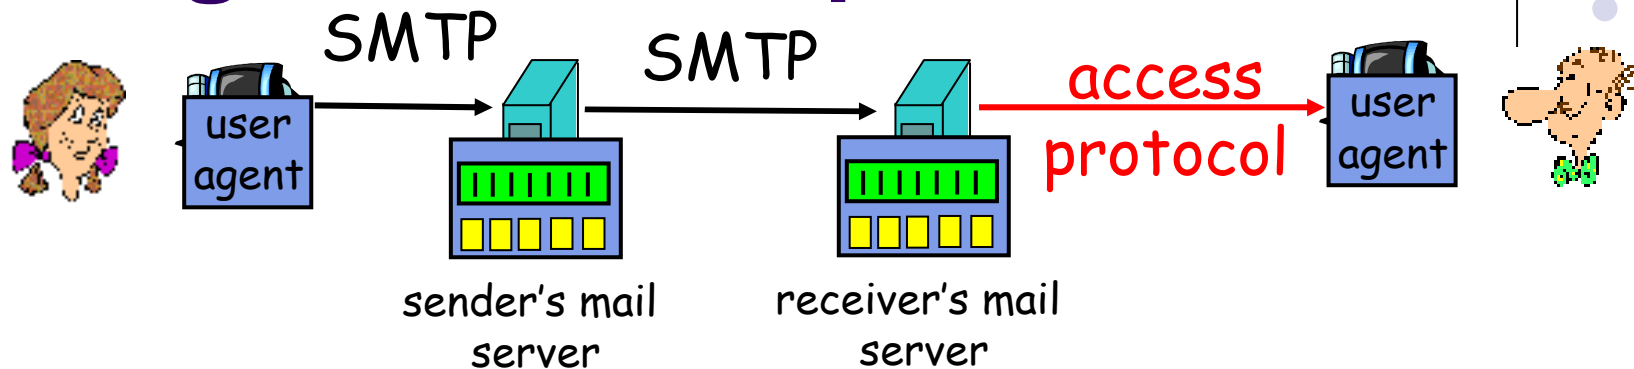 SMTP
SMTP
access
protocol
user
agent
user
agent
sender's mail
server
receiver's mail
server